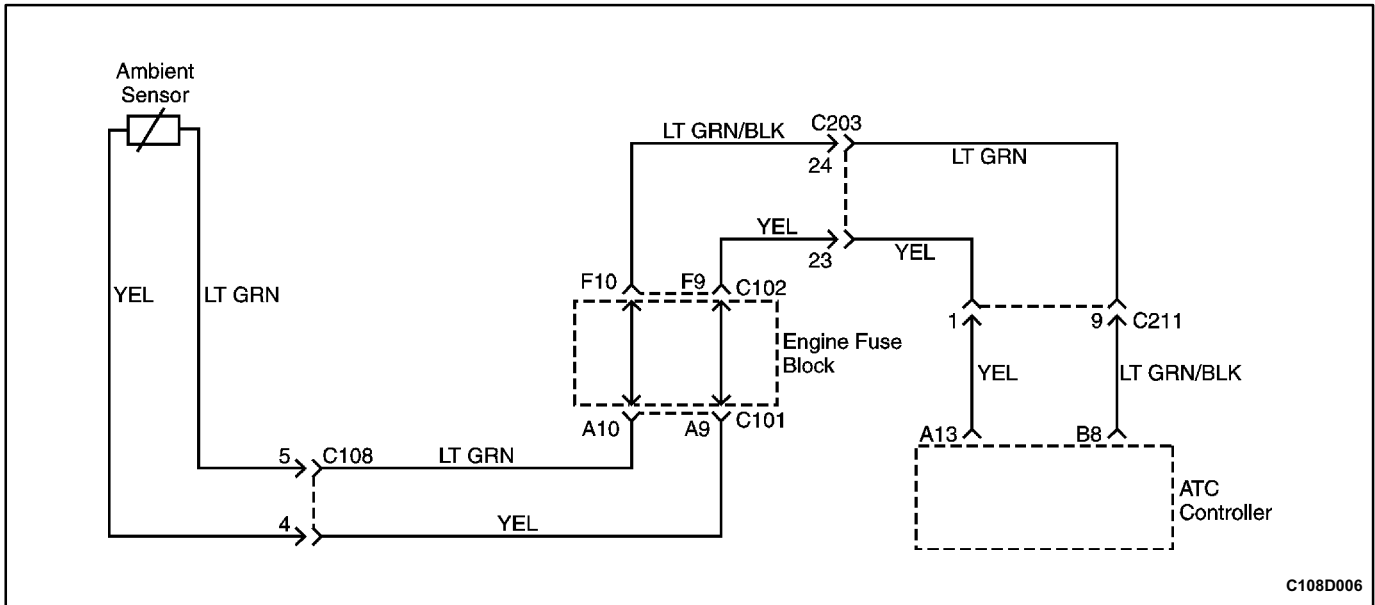 Ambient
Sensor
LT GRN/BLK
C203
24
LT GRN
YEL
23
YEL
F10
F9
C102
YEL
LT GRN
1
9
C211
Engine Fuse
Block
YEL
LT GRN/BLK
A10
A9
C101
A13
B8
5
C108
LT GRN
4
YEL
ATC
Controller
C108D006